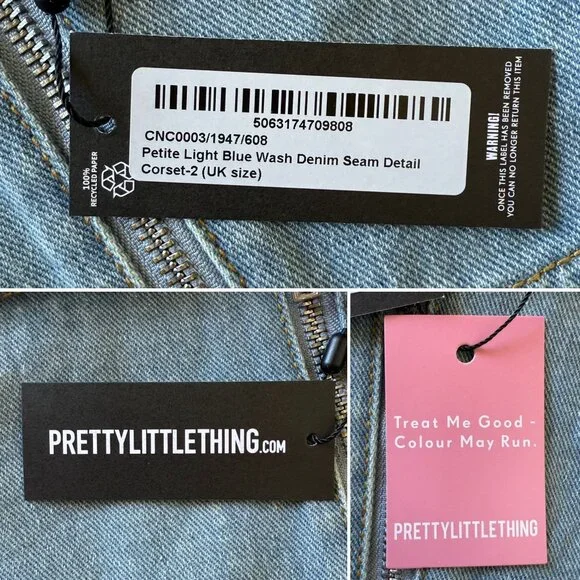 5063174709808
CNC0003/1947/608
Petite Light Blue Wash Denim Seam Detail
Corset-2 (UK size)
100%
RECYCLED PAPER
WARNING!
ONCE THIS LABEL HAS BEEN REMOVED
YOU CAN NO LONGER RETURN THIS ITEM
PRETTYLITTLETHING.COM
Treat Me Good -
Colour May Run.
PRETTYLITTLETHING